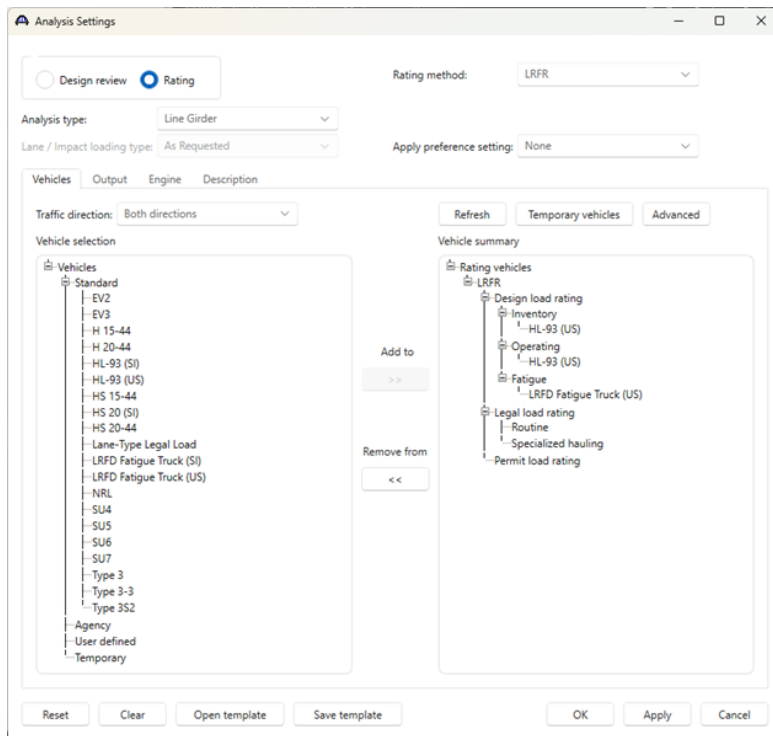 Analysis Settings
Design review
Rating
Rating method:
LRFR
Analysis type:
Line Girder
Lane / Impact loading type:
As Requested
Apply preference setting:
None
Vehicles
Output
Engine
Description
Traffic direction:
Both directions
Refresh
Temporary vehicles
Advanced
Vehicle selection
Vehicles
Standard
EV2
EV3
H 15-44
H 20-44
HL-93 (SI)
HL-93 (US)
HS 15-44
HS 20 (SI)
HS 20-44
Lane-Type Legal Load
LRFD Fatigue Truck (SI)
LRFD Fatigue Truck (US)
NRL
SU4
SU5
SU6
SU7
Type 3
Type 3-3
Type 3S2
Agency
User defined
Temporary
Add to
>>
Remove from
<<
Vehicle summary
Rating vehicles
LRFR
Design load rating
Inventory
HL-93 (US)
Operating
HL-93 (US)
Fatigue
LRFD Fatigue Truck (US)
Legal load rating
Routine
Specialized hauling
Permit load rating
Reset
Clear
Open template
Save template
OK
Apply
Cancel